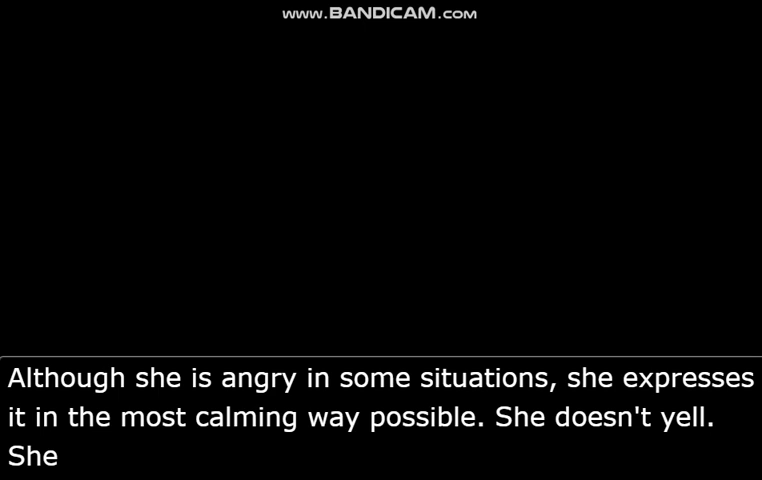 www.BANDICAM.com
Although she is angry in some situations, she expresses
it in the most calming way possible. She doesn't yell.
She